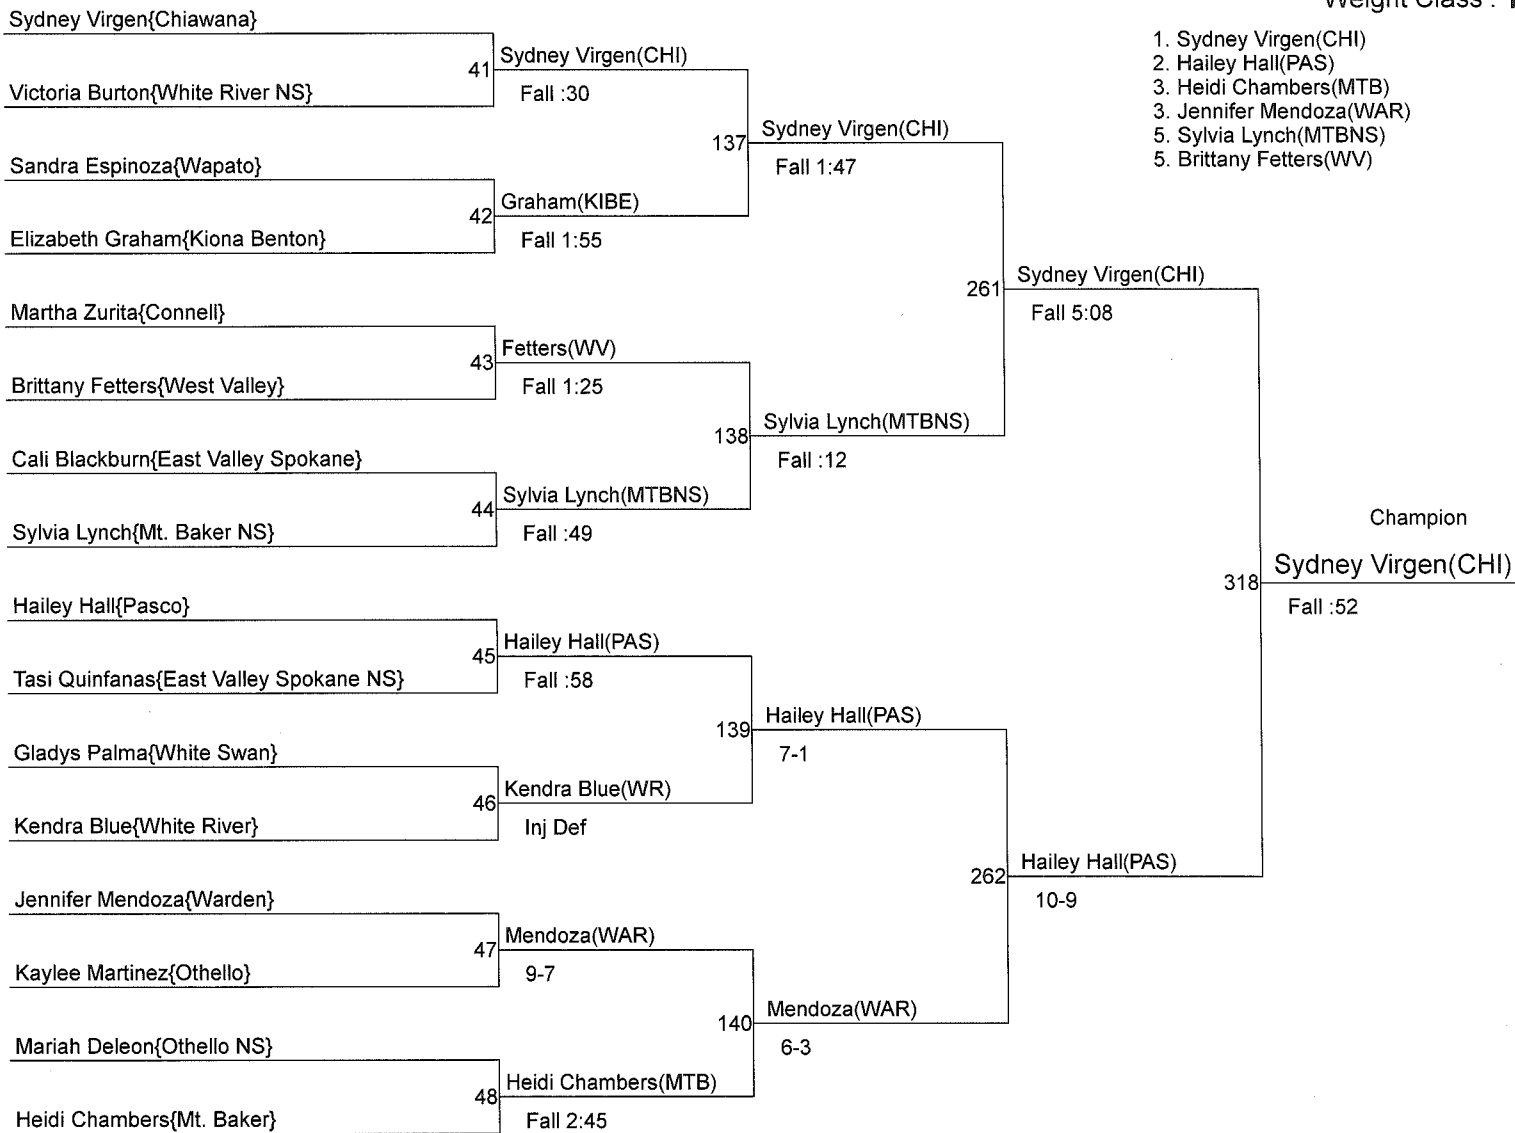 Weight Class :
1. Sydney Virgen(CHI)
2. Hailey Hall(PAS)
3. Heidi Chambers(MTB)
3. Jennifer Mendoza(WAR)
5. Sylvia Lynch(MTBNS)
5. Brittany Fetters(WV)
Sydney Virgen{Chiawana}
41
Sydney Virgen(CHI)
Fall :30
Victoria Burton{White River NS}
137
Sydney Virgen(CHI)
Fall 1:47
Sandra Espinoza{Wapato}
42
Graham(KIBE)
Fall 1:55
Elizabeth Graham{Kiona Benton}
261
Sydney Virgen(CHI)
Fall 5:08
Martha Zurita{Connell}
43
Fetters(WV)
Fall 1:25
Brittany Fetters{West Valley}
138
Sylvia Lynch(MTBNS)
Fall :12
Cali Blackburn{East Valley Spokane}
44
Sylvia Lynch(MTBNS)
Fall :49
Sylvia Lynch{Mt. Baker NS}
Champion
318
Sydney Virgen(CHI)
Fall :52
Hailey Hall{Pasco}
45
Hailey Hall(PAS)
Fall :58
Tasi Quinfanas{East Valley Spokane NS}
139
Hailey Hall(PAS)
7-1
Gladys Palma{White Swan}
46
Kendra Blue(WR)
Inj Def
Kendra Blue{White River}
262
Hailey Hall(PAS)
10-9
Jennifer Mendoza{Warden}
47
Mendoza(WAR)
9-7
Kaylee Martinez{Othello}
140
Mendoza(WAR)
6-3
Mariah Deleon{Othello NS}
48
Heidi Chambers(MTB)
Fall 2:45
Heidi Chambers{Mt. Baker}